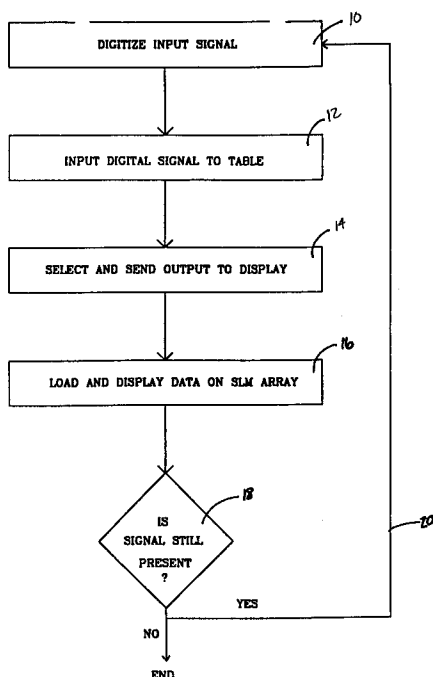 10
DIGITIZE INPUT SIGNAL
12
INPUT DIGITAL SIGNAL TO TABLE
14
SELECT AND SEND OUTPUT TO DISPLAY
16
LOAD AND DISPLAY DATA ON SLM ARRAY
18
IS
SIGNAL STILL
PRESENT
?
20
YES
NO
END